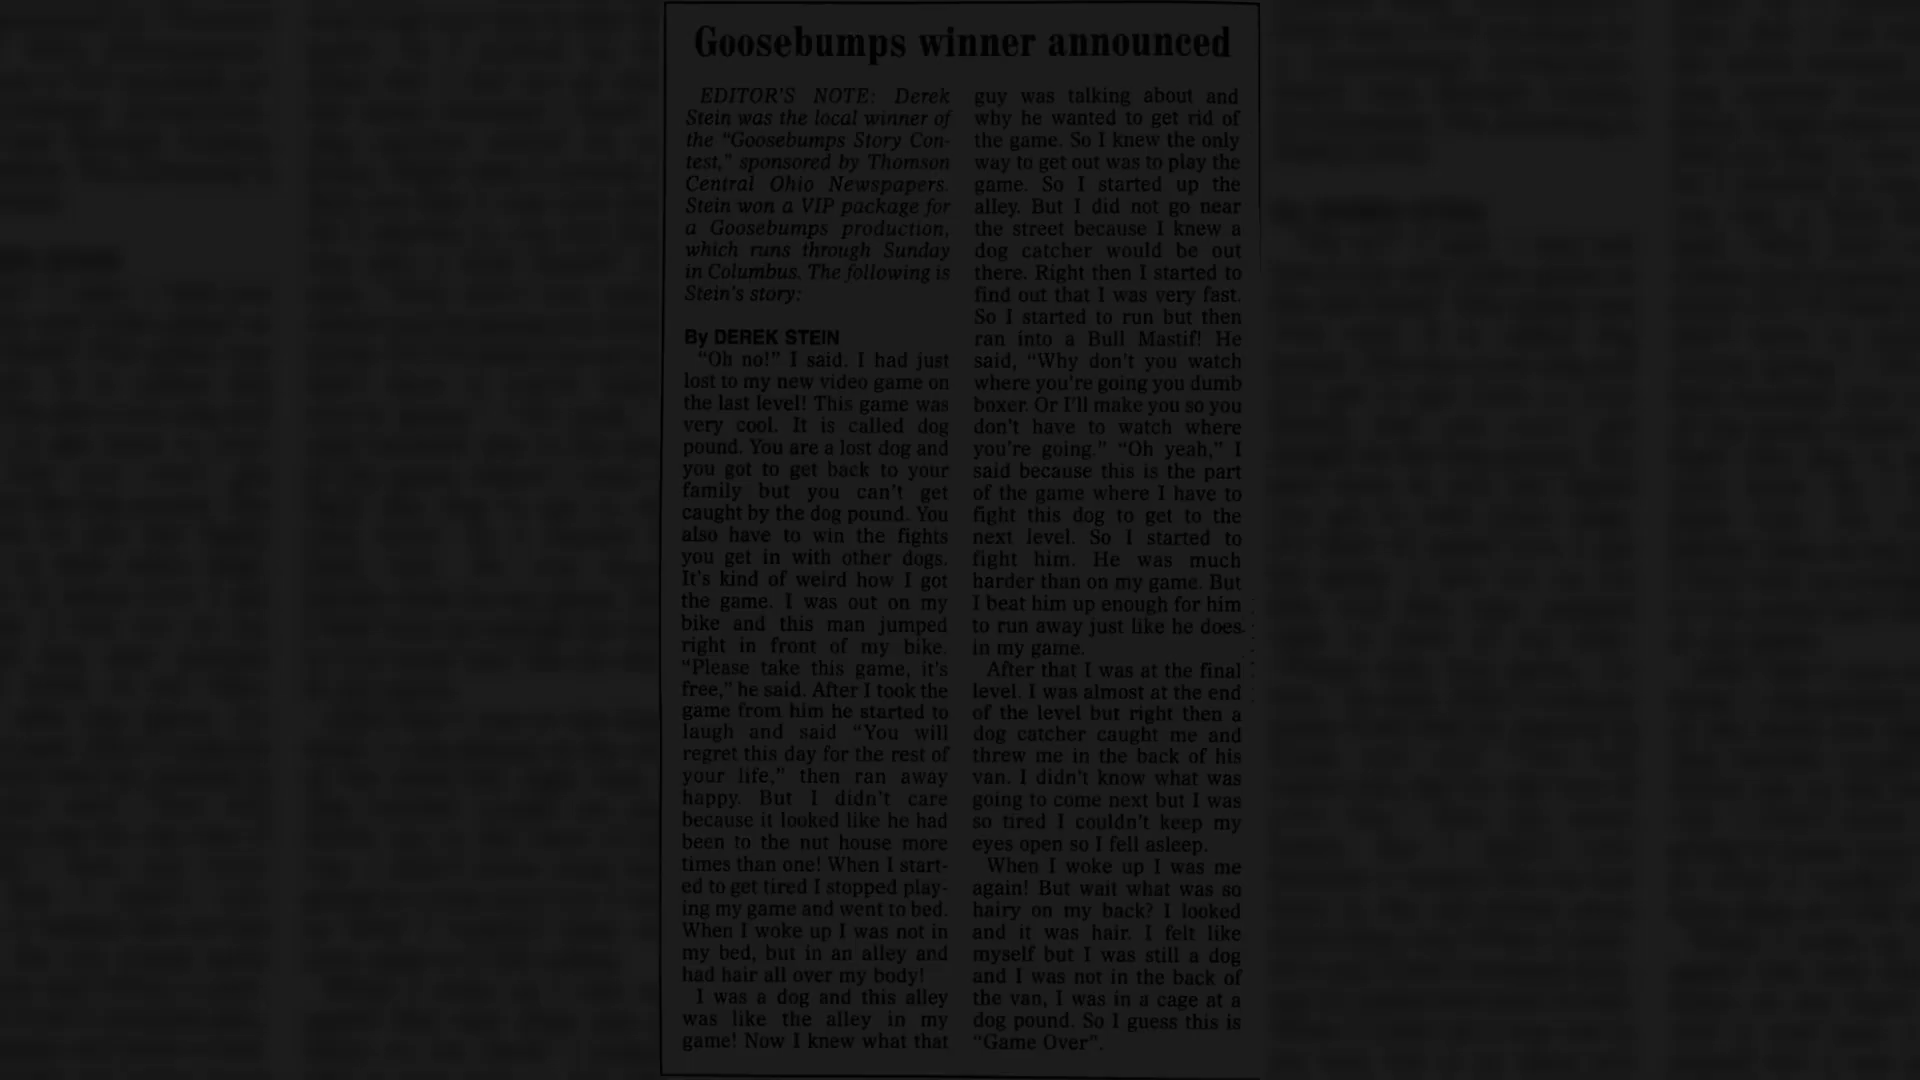 Goosebumps winner announced
EDITOR'S NOTE: Derek
Stein was the local winner of
the "Goosebumps Story Con-
test," sponsored by Thomson
Central Ohio Newspapers.
Stein won a VIP package for
a Goosebumps production,
which runs through Sunday
in Columbus. The following is
Stein's story:
By DEREK STEIN
"Oh no!" I said. I had just
lost to my new video game on
the last level! This game was
very cool. It is called dog
pound. You are a lost dog and
you got to get back to your
family but you can't get
caught by the dog pound. You
also have to win the fights
you get in with other dogs.
It's kind of weird how I got
the game. I was out on my
bike and this man jumped
right in front of my bike.
"Please take this game, it's
free," he said. After I took the
game from him he started to
laugh and said "You will
regret this day for the rest of
your life," then ran away
happy. But I didn't care
because it looked like he had
been to the nut house more
times than one! When I start-
ed to get tired I stopped play-
ing my game and went to bed.
When I woke up I was not in
my bed, but in an alley and
had hair all over my body!
I was a dog and this alley
was like the alley in my
game! Now I knew what that
guy was talking about and
why he wanted to get rid of
the game. So I knew the only
way to get out was to play the
game. So I started up the
alley. But I did not go near
the street because I knew a
dog catcher would be out
there. Right then I started to
find out that I was very fast.
So I started to run but then
ran into a Bull Mastif! He
said, "Why don't you watch
where you're going you dumb
boxer. Or I'll make you so you
don't have to watch where
you're going." "Oh yeah," I
said because this is the part
of the game where I have to
fight this dog to get to the
next level. So I started to
fight him. He was much
harder than on my game. But
I beat him up enough for him
to run away just like he does
in my game.
After that I was at the final
level. I was almost at the end
of the level but right then a
dog catcher caught me and
threw me in the back of his
van. I didn't know what was
going to come next but I was
so tired I couldn't keep my
eyes open so I fell asleep.
When I woke up I was me
again! But wait what was so
hairy on my back? I looked
and it was hair. I felt like
myself but I was still a dog
and I was not in the back of
the van, I was in a cage at a
dog pound. So I guess this is
"Game Over".